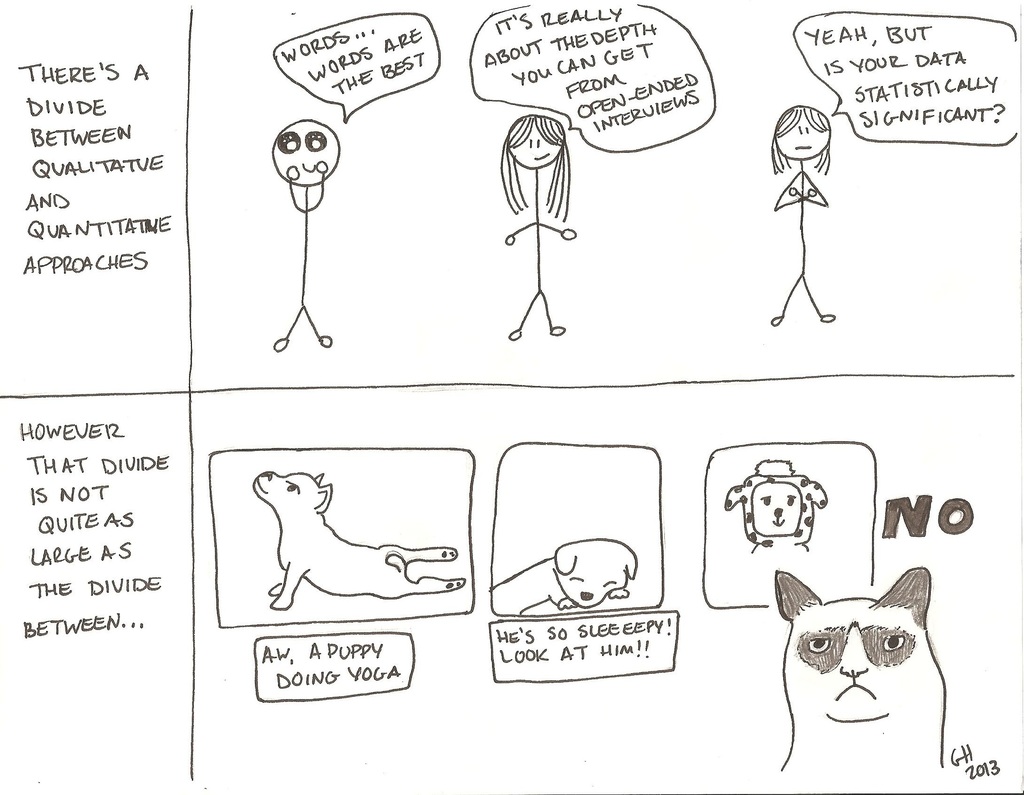 THERE'S A
DIVIDE
BETWEEN
QUALITATVE
AND
QUANTITATIVE
APPROACHES
WORDS...
WORDS ARE
THE BEST
IT'S REALLY
ABOUT THE DEPTH
YOU CAN GET
FROM
OPEN-ENDED
INTERVIEWS
YEAH, BUT
IS YOUR DATA
STATISTICALLY
SIGNIFICANT?
HOWEVER
THAT DIVIDE
IS NOT
QUITE AS
LARGE AS
THE DIVIDE
BETWEEN...
AW, A PUPPY
DOING YOGA
HE'S SO SLEEEEPY!
LOOK AT HIM!!
NO
GH
2013